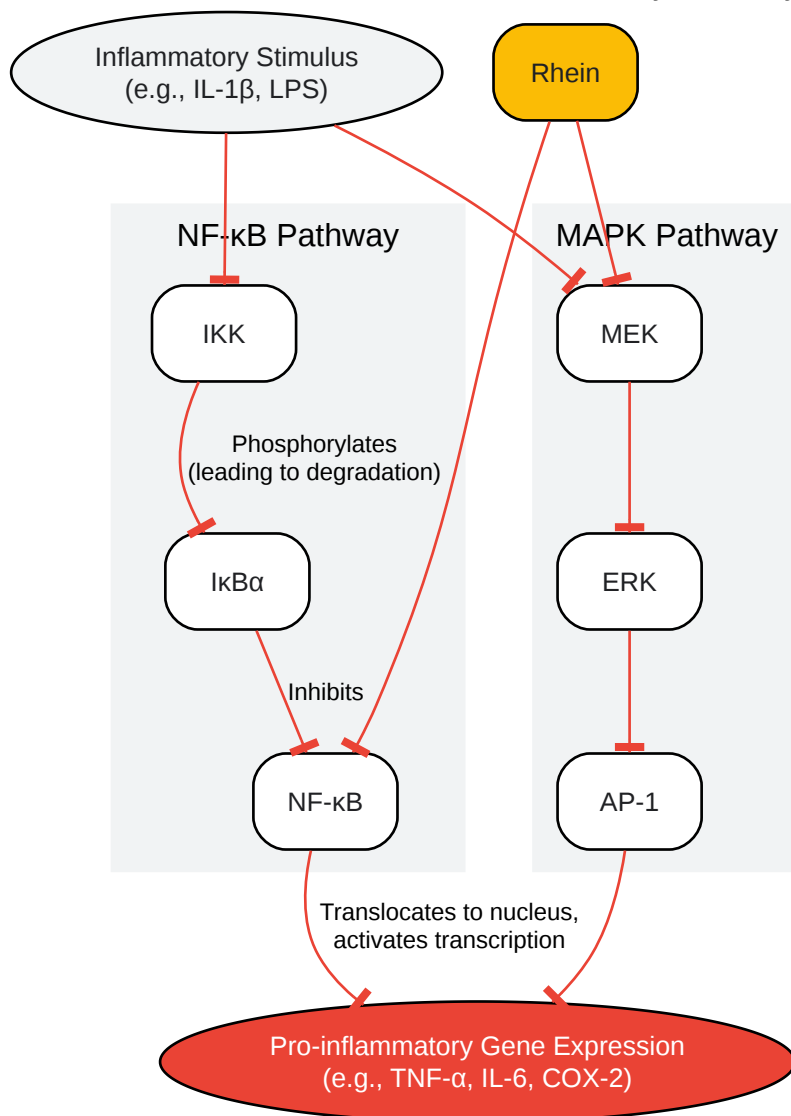 Inflammatory Stimulus
(e.g., IL-1β, LPS)
Rhein
NF-κB Pathway
MAPK Pathway
IKK
MEK
Phosphorylates
(leading to degradation)
IκBα
ERK
Inhibits
NF-κB
AP-1
Translocates to nucleus,
activates transcription
Pro-inflammatory Gene Expression
(e.g., TNF-α, IL-6, COX-2)